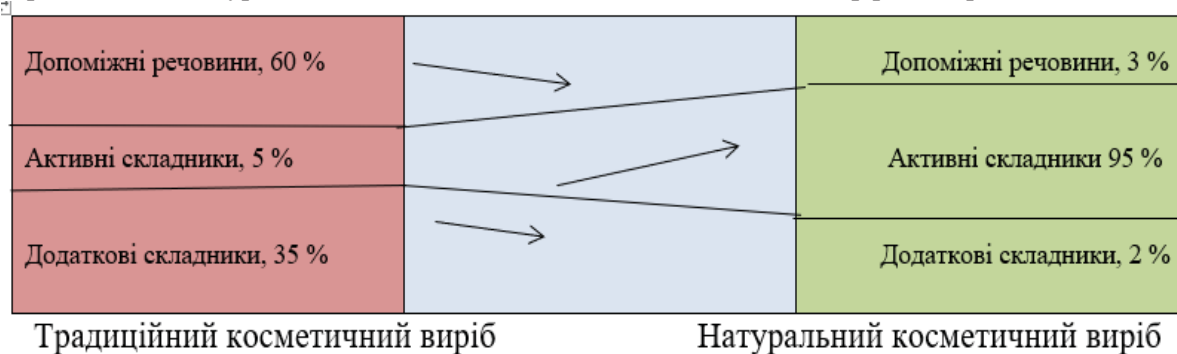 Допоміжні речовини, 60 %
Допоміжні речовини, 3 %
Активні складники, 5 %
Активні складники 95 %
Додаткові складники, 35 %
Додаткові складники, 2 %
Традиційний косметичний виріб
Натуральний косметичний виріб